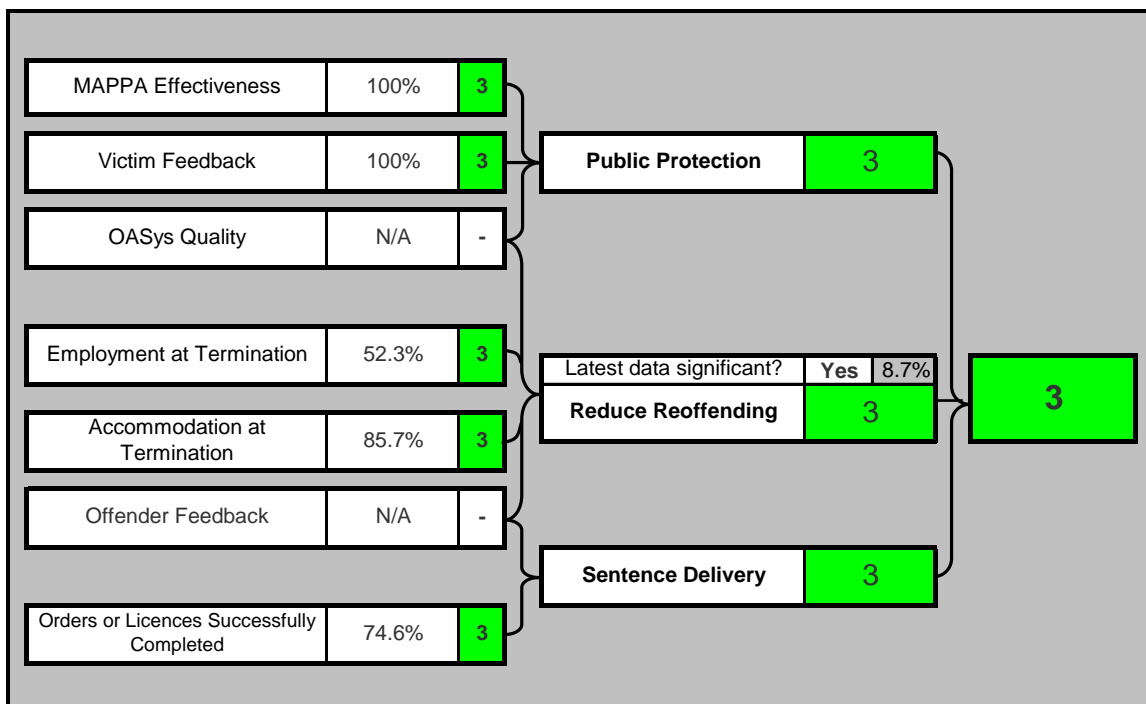 MAPPA Effectiveness 100% 3
Victim Feedback 100% 3
OASys Quality N/A -
Employment at Termination 52.3% 3
Accommodation at
Termination
85.7% 3
Offender Feedback N/A -
Orders or Licences Successfully
Completed
74.6% 3
Public Protection 3
Latest data significant? Yes 8.7%
Reduce Reoffending 3
Sentence Delivery 3
3